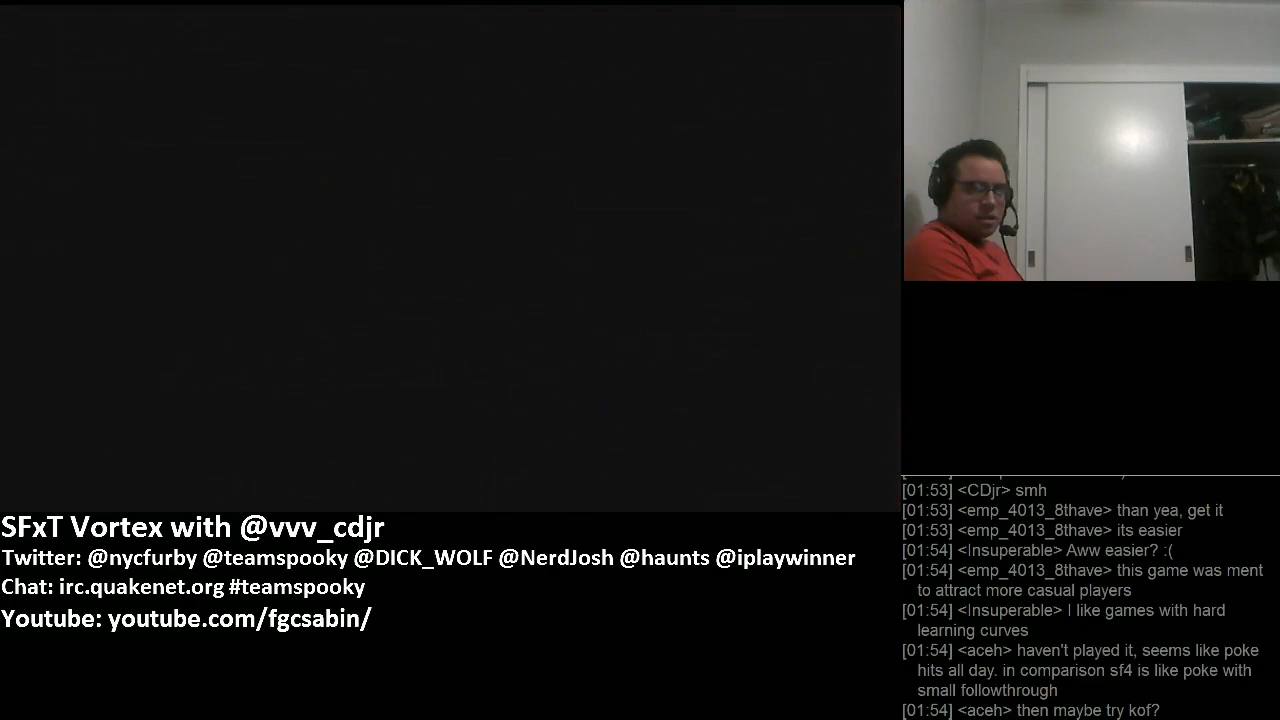 SFxT Vortex with @vvv_cdjr
Twitter: @nycfurby @teamspooky @DICK_WOLF @NerdJosh @haunts @iplaywinner
Chat: irc.quakenet.org #teamspooky
Youtube: youtube.com/fgcsabin/
[01:53] <CDjr> smh
[01:53] <emp_4013_8thave> than yea, get it
[01:53] <emp_4013_8thave> its easier
[01:54] <Insuperable> Aww easier? :(
[01:54] <emp_4013_8thave> this game was ment
to attract more casual players
[01:54] <Insuperable> I like games with hard
learning curves
[01:54] <aceh> haven't played it, seems like poke
hits all day. in comparison sf4 is like poke with
small followthrough
[01:54] <aceh> then maybe try kof?